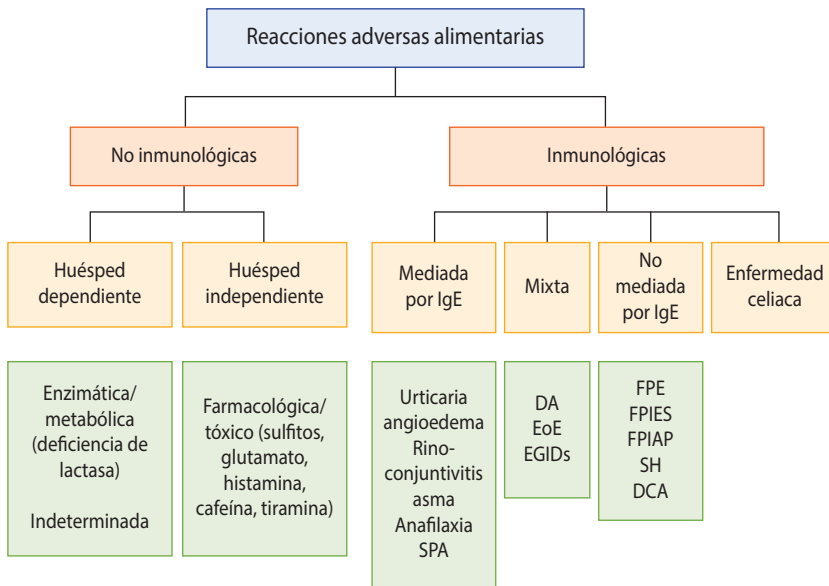 Reacciones adversas alimentarias
No inmunológicas
Inmunológicas
Huésped
dependiente
Huésped
independiente
Mediada
por IgE
Mixta
No
mediada
por IgE
Enfermedad
celiaca
Enzimática/
metabólica
(deficiencia de
lactasa)
Indeterminada
Farmacológica/
tóxico (sulfitos,
glutamato,
histamina,
cafeína, tiramina)
Urticaria
angioedema
Rino-
conjuntivitis
asma
Anafilaxia
SPA
DA
EoE
EGIDs
FPE
FPIES
FPIAP
SH
DCA